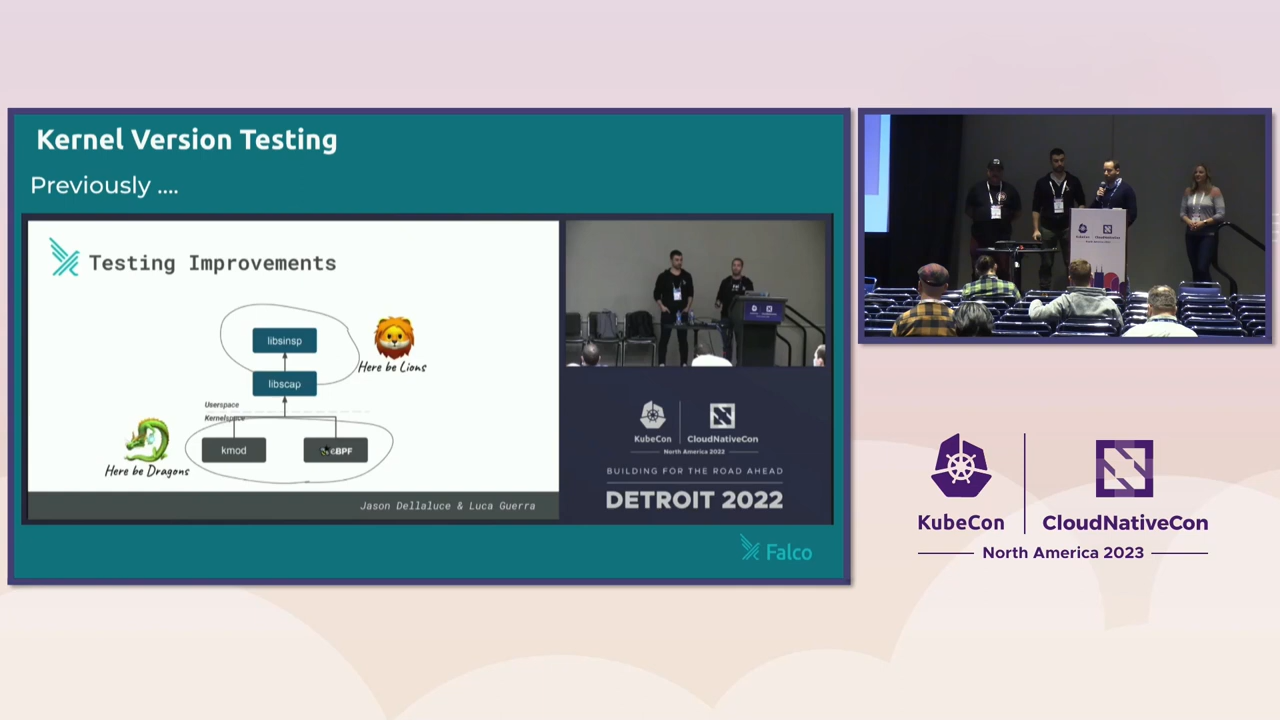 Kernel Version Testing
Previously ....
Testing Improvements
libsinsp
Here be Lions
libscap
Userspace
Kernelspace
kmod
eBPF
Here be Dragons
Jason Dellaluce & Luca Guerra
KubeCon
CloudNativeCon
North America 2022
BUILDING FOR THE ROAD AHEAD
DETROIT 2022
Falco
KubeCon
CloudNativeCon
North America 2023